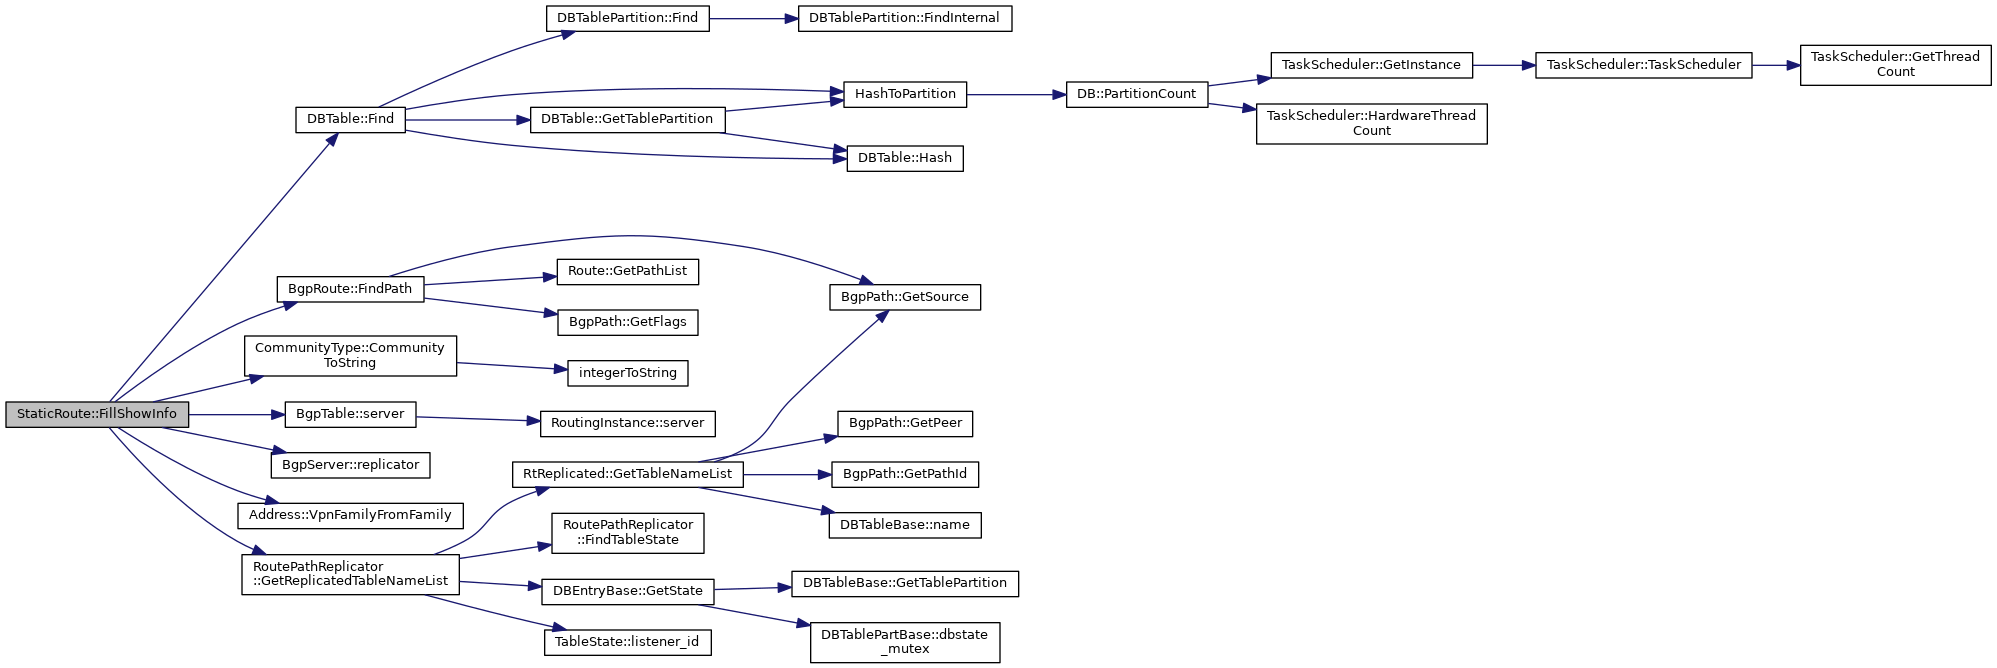 DBTablePartition::Find
DBTablePartition::FindInternal
TaskScheduler::GetInstance
TaskScheduler::TaskScheduler
TaskScheduler::GetThread
Count
HashToPartition
DB::PartitionCount
DBTable::Find
DBTable::GetTablePartition
TaskScheduler::HardwareThread
Count
DBTable::Hash
Route::GetPathList
BgpRoute::FindPath
BgpPath::GetSource
BgpPath::GetFlags
CommunityType::Community
ToString
integerToString
StaticRoute::FillShowInfo
BgpTable::server
RoutingInstance::server
BgpPath::GetPeer
BgpServer::replicator
RtReplicated::GetTableNameList
BgpPath::GetPathId
Address::VpnFamilyFromFamily
RoutePathReplicator
::FindTableState
DBTableBase::name
RoutePathReplicator
::GetReplicatedTableNameList
DBEntryBase::GetState
DBTableBase::GetTablePartition
TableState::listener_id
DBTablePartBase::dbstate
_mutex